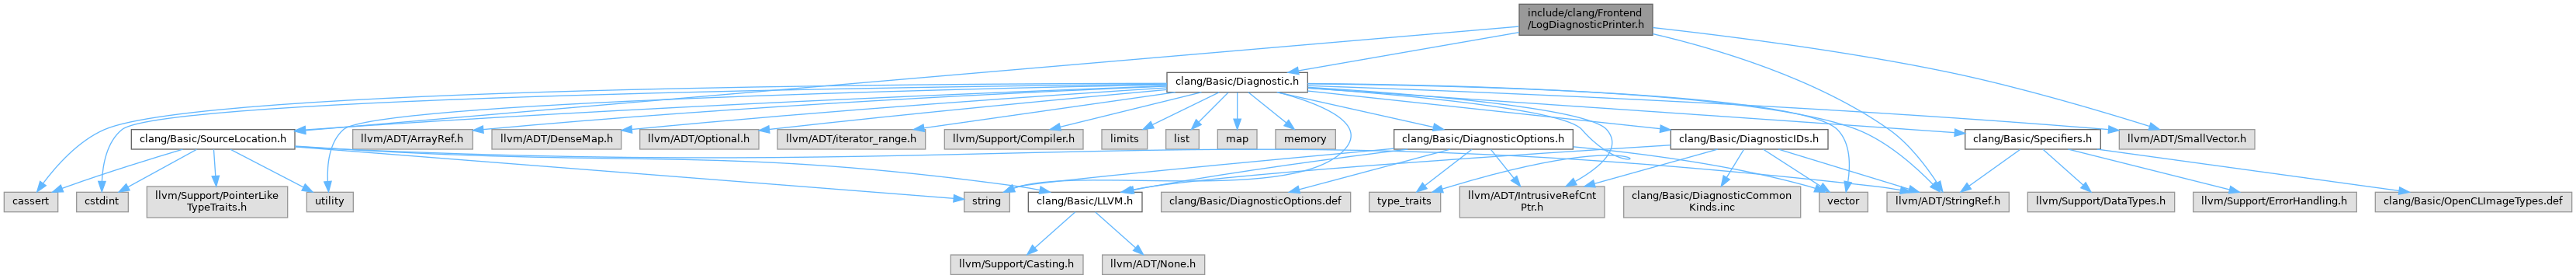 include/clang/Frontend
/LogDiagnosticPrinter.h
clang/Basic/Diagnostic.h
clang/Basic/SourceLocation.h
llvm/ADT/ArrayRef.h
llvm/ADT/DenseMap.h
llvm/ADT/Optional.h
llvm/ADT/iterator_range.h
llvm/Support/Compiler.h
limits
list
map
memory
clang/Basic/DiagnosticOptions.h
clang/Basic/DiagnosticIDs.h
clang/Basic/Specifiers.h
llvm/ADT/SmallVector.h
cassert
cstdint
llvm/Support/PointerLike
TypeTraits.h
utility
string
clang/Basic/LLVM.h
clang/Basic/DiagnosticOptions.def
type_traits
llvm/ADT/IntrusiveRefCnt
Ptr.h
clang/Basic/DiagnosticCommon
Kinds.inc
vector
llvm/ADT/StringRef.h
llvm/Support/DataTypes.h
llvm/Support/ErrorHandling.h
clang/Basic/OpenCLImageTypes.def
llvm/Support/Casting.h
llvm/ADT/None.h